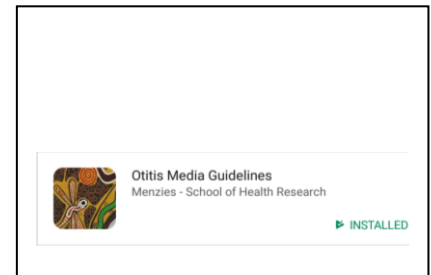 Otitis Media Guidelines
Menzies - School of Health Research
INSTALLED